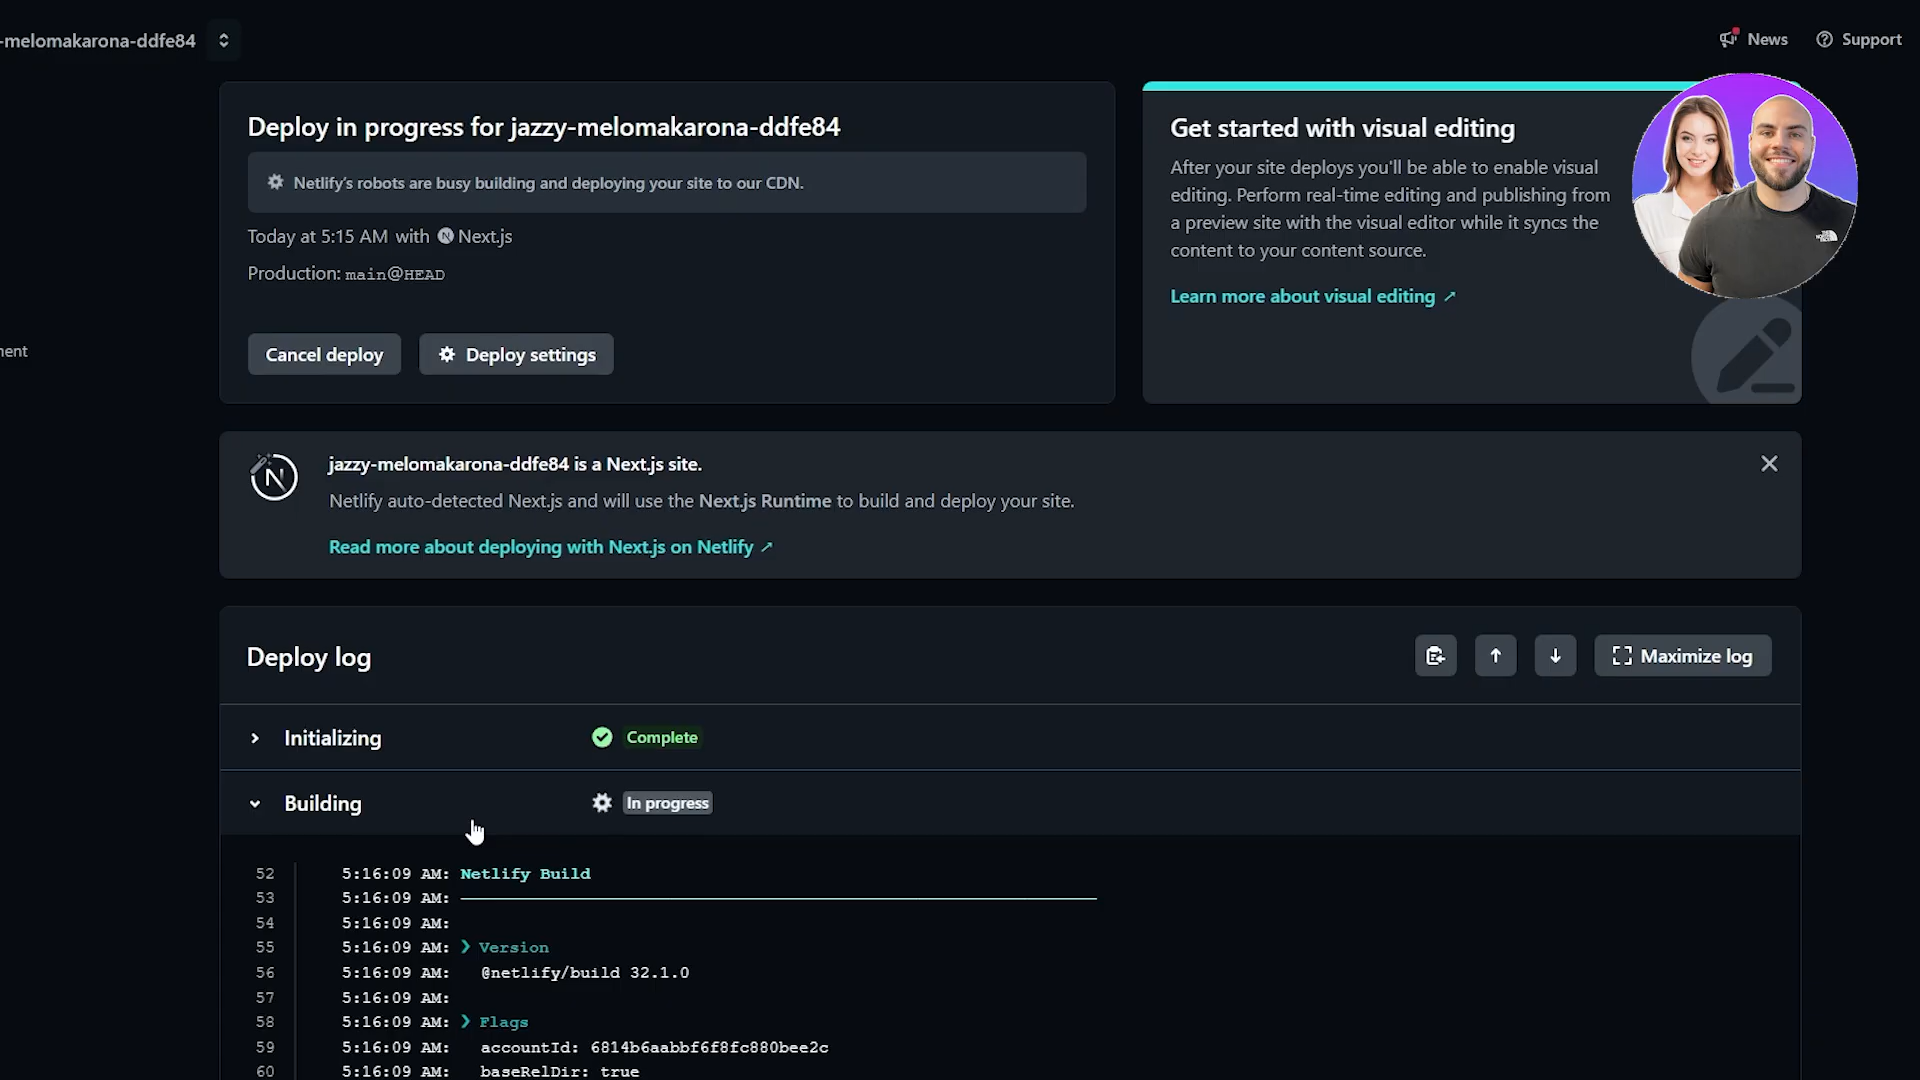 -melomakarona-ddfe84
News
Support
Deploy in progress for jazzy-melomakarona-ddfe84
Netlify's robots are busy building and deploying your site to our CDN.
Today at 5:15 AM with N Next.js
Production: main@HEAD
Cancel deploy
Deploy settings
Get started with visual editing
After your site deploys you'll be able to enable visual
editing. Perform real-time editing and publishing from
a preview site with the visual editor while it syncs the
content to your content source.
Learn more about visual editing ↗
THE NORTH FACE
nent
N
jazzy-melomakarona-ddfe84 is a Next.js site.
Netlify auto-detected Next.js and will use the Next.js Runtime to build and deploy your site.
Read more about deploying with Next.js on Netlify ↗
Deploy log
Maximize log
Initializing
Complete
Building
In progress
52 5:16:09 AM: Netlify Build
53 5:16:09 AM: ────────────────────────────────────────────────────────────────
54 5:16:09 AM:
55 5:16:09 AM: ❯ Version
56 5:16:09 AM: @netlify/build 32.1.0
57 5:16:09 AM:
58 5:16:09 AM: ❯ Flags
59 5:16:09 AM: accountId: 6814b6aabbf6f8fc880bee2c
60 5:16:09 AM: baseRelDir: true